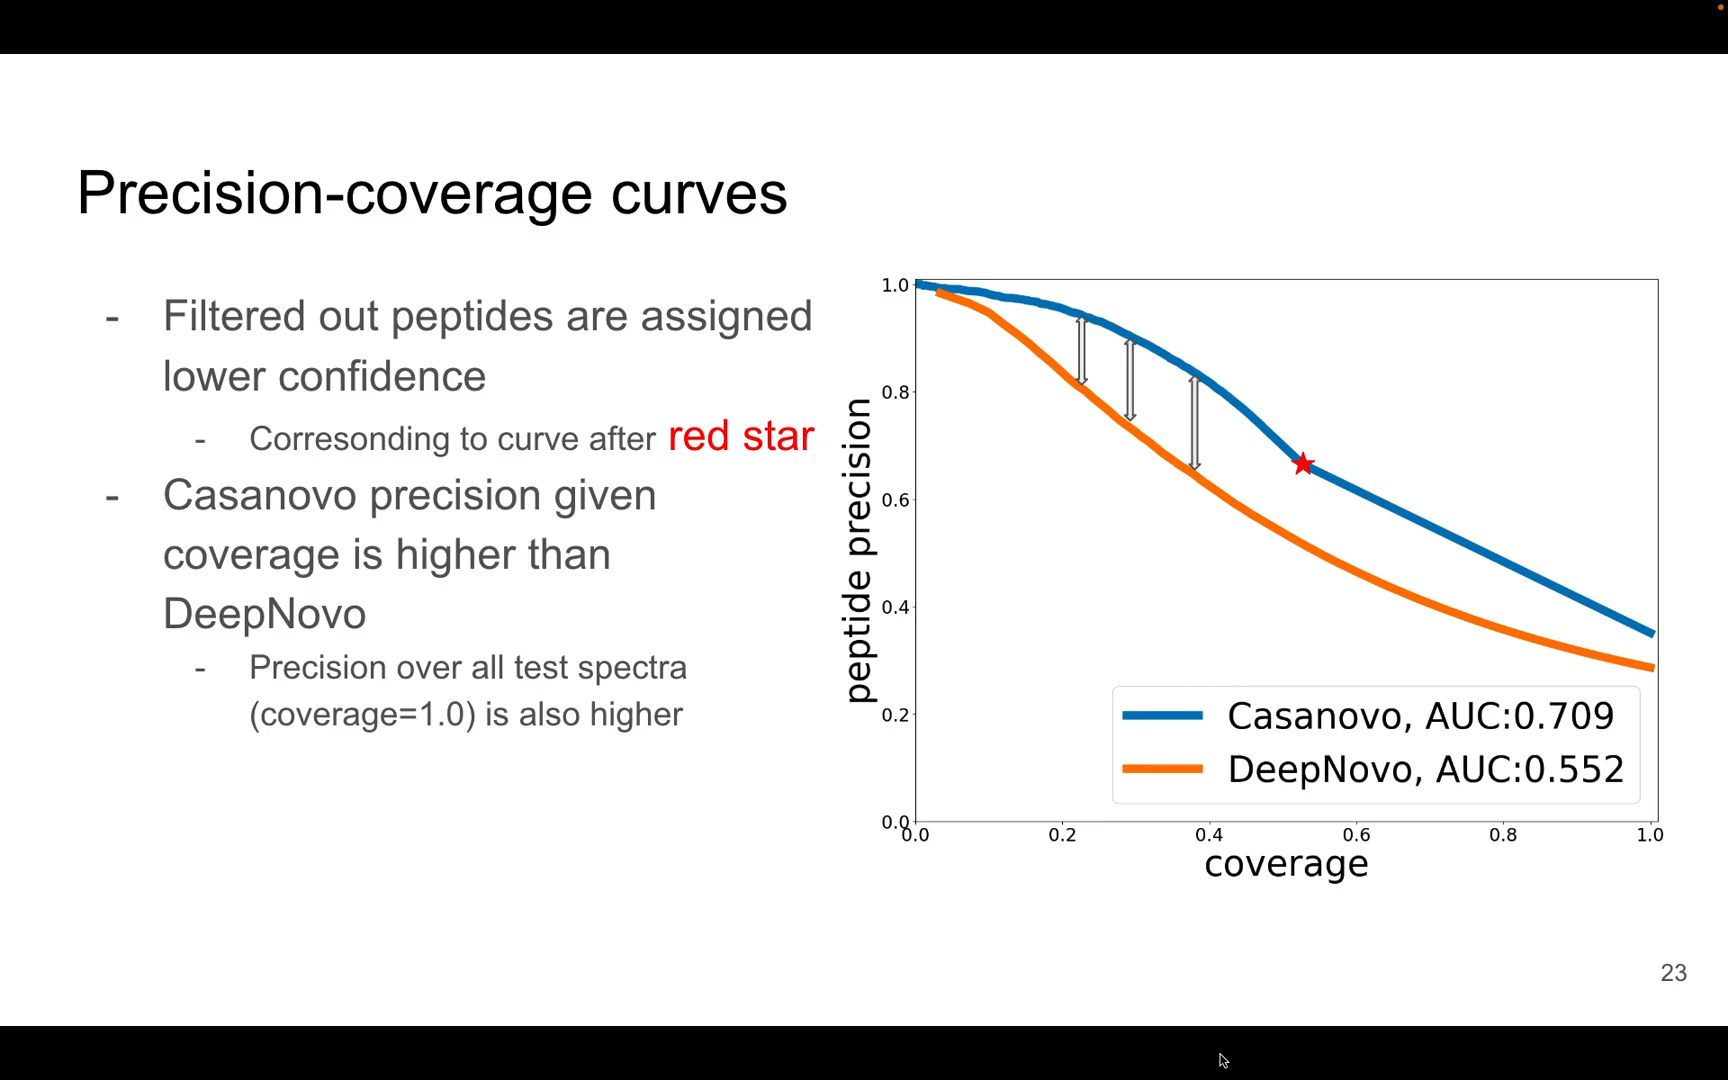 Precision-coverage curves
- Filtered out peptides are assigned
lower confidence
- Corresonding to curve after red star
- Casanovo precision given
coverage is higher than
DeepNovo
- Precision over all test spectra
(coverage=1.0) is also higher
1.0
0.8
0.6
0.4
0.2
0.0
peptide precision
0.0 0.2 0.4 0.6 0.8 1.0
coverage
Casanovo, AUC:0.709
DeepNovo, AUC:0.552
23